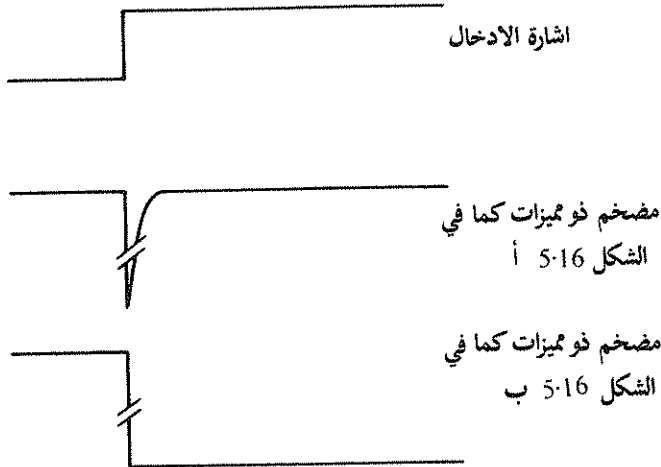 اشارة الادخال
مضخم ذو مميزات كما في
الشكل 5·16 أ
مضخم ذو مميزات كما في
الشكل 5·16 ب